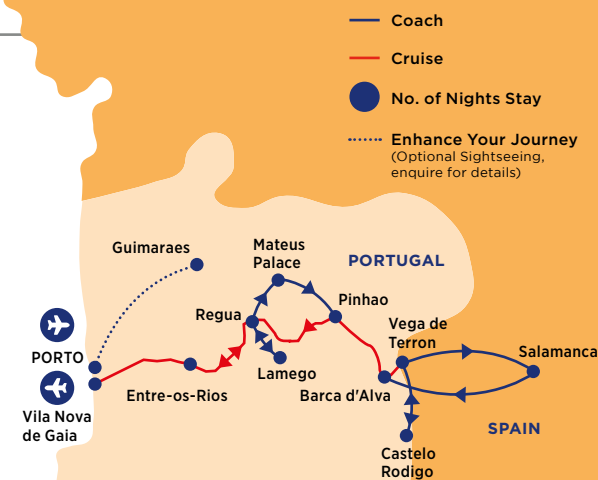 Coach
Cruise
No. of Nights Stay
Enhance Your Journey
(Optional Sightseeing,
enquire for details)
Guimaraes
Mateus
Palace
PORTUGAL
Regua
Pinhao
PORTO
Vega de
Terron
Salamanca
Lamego
Entre-os-Rios
Barca d'Alva
Vila Nova
de Gaia
SPAIN
Castelo
Rodigo